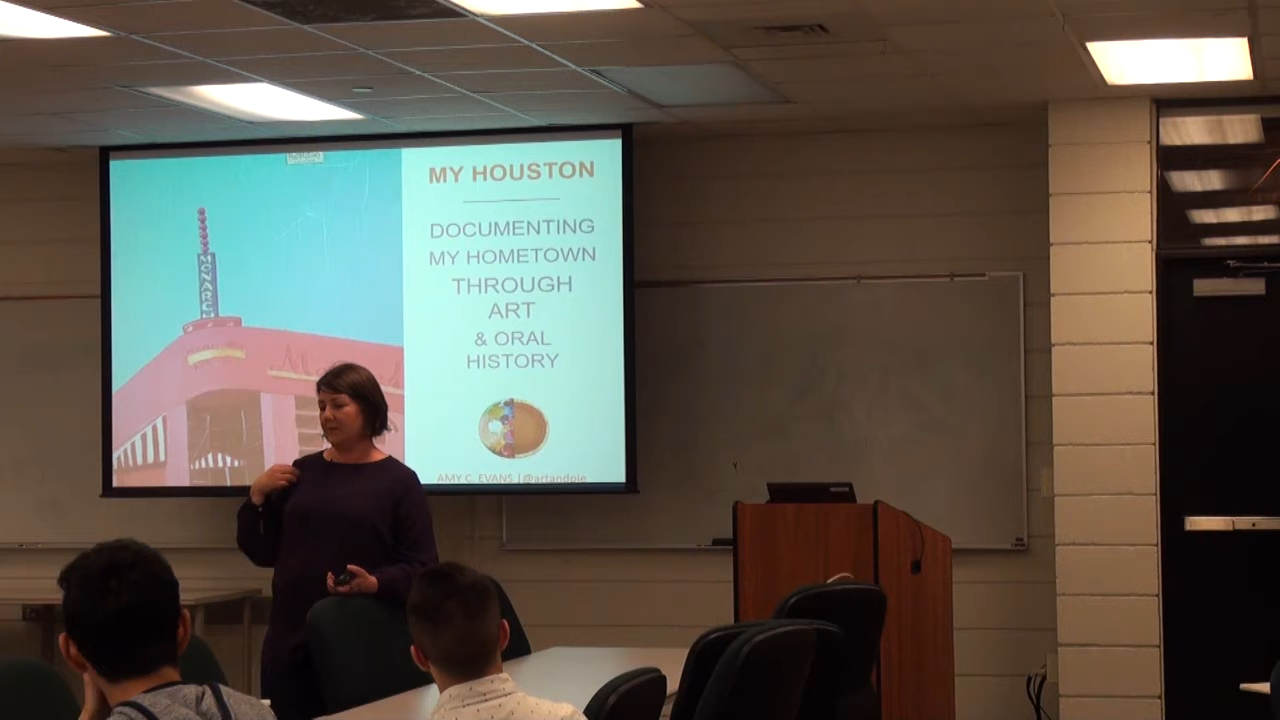 MONARCH
MY HOUSTON
DOCUMENTING
MY HOMETOWN
THROUGH
ART
& ORAL
HISTORY
AMY C. EVANS | @artandpie